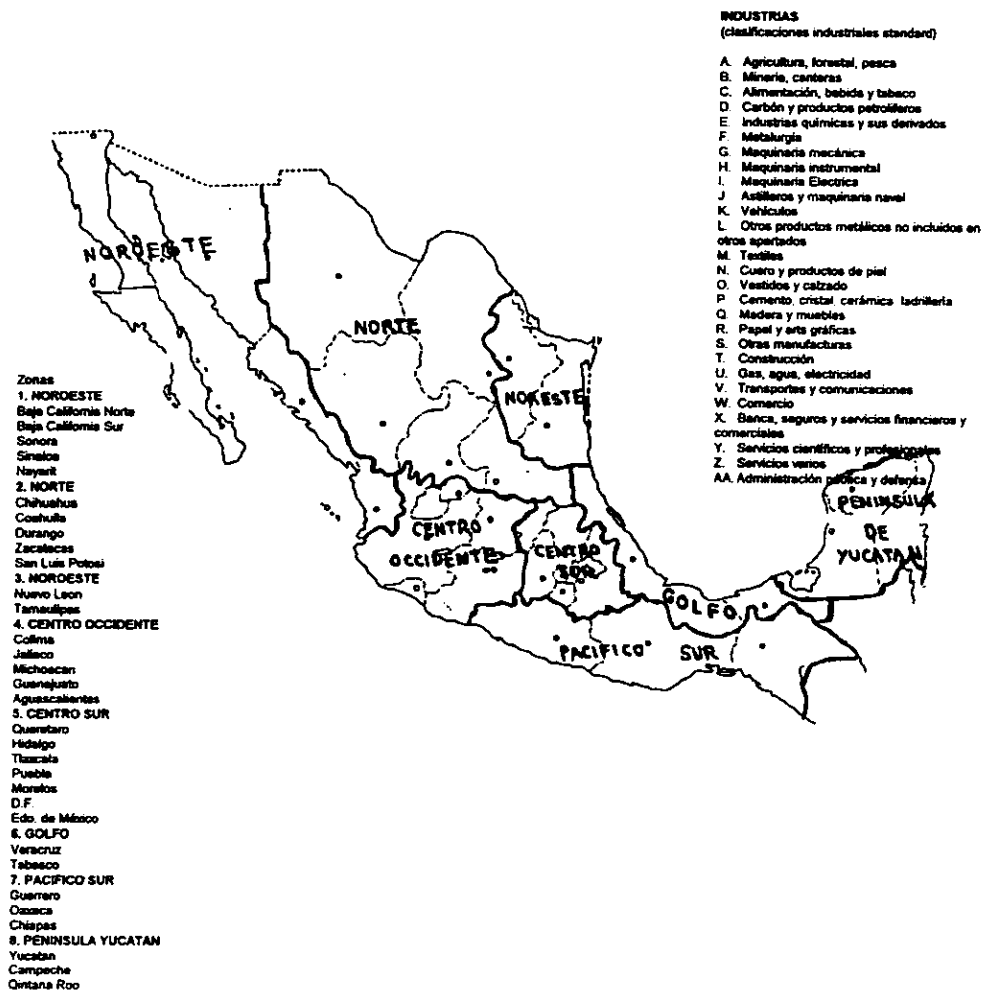 INDUSTRIAS
(clasificaciones industriales standard)
A. Agricultura, forestal, pesca
B. Minería, canteras
C. Alimentación, bebida y tabaco
D. Carbón y productos petrolíferos
E. Industrias químicas y sus derivados
F. Metalurgia
G. Maquinaria mecánica
H. Maquinaria instrumental
I. Maquinaria Electrica
J Astilleros y maquinaria naval
K. Vehículos
L. Otros productos metálicos no incluidos en
otros apartados
M. Textiles
N. Cuero y productos de piel
O. Vestidos y calzado
P Cemento, cristal, cerámica, ladrillería
Q. Madera y muebles
R. Papel y arts gráficas
S. Otras manufacturas
T. Construcción
U. Gas, agua, electricidad
V. Transportes y comunicaciones
W. Comercio
X. Banca, seguros y servicios financieros y
comerciales
Y. Servicios científicos y profesionales
Z. Servicios varios
AA. Administración pública y defensa
NOROESTE
NORTE
NORESTE
CENTRO
OCCIDENTE
CENTRO
SUR
GOLFO
PACIFICO SUR
PENINSULA
DE
YUCATAN
Zonas
1. NOROESTE
Baja California Norte
Baja California Sur
Sonora
Sinaloa
Nayarit
2. NORTE
Chihuahua
Coahuila
Durango
Zacatecas
San Luis Potosi
3. NOROESTE
Nuevo Leon
Tamaulipas
4. CENTRO OCCIDENTE
Colima
Jalisco
Michoacan
Guanajuato
Aguascalientes
5. CENTRO SUR
Queretaro
Hidalgo
Tlaxcala
Puebla
Morelos
D.F.
Edo. de México
6. GOLFO
Veracruz
Tabasco
7. PACIFICO SUR
Guerrero
Oaxaca
Chiapas
8. PENINSULA YUCATAN
Yucatan
Campeche
Qintana Roo